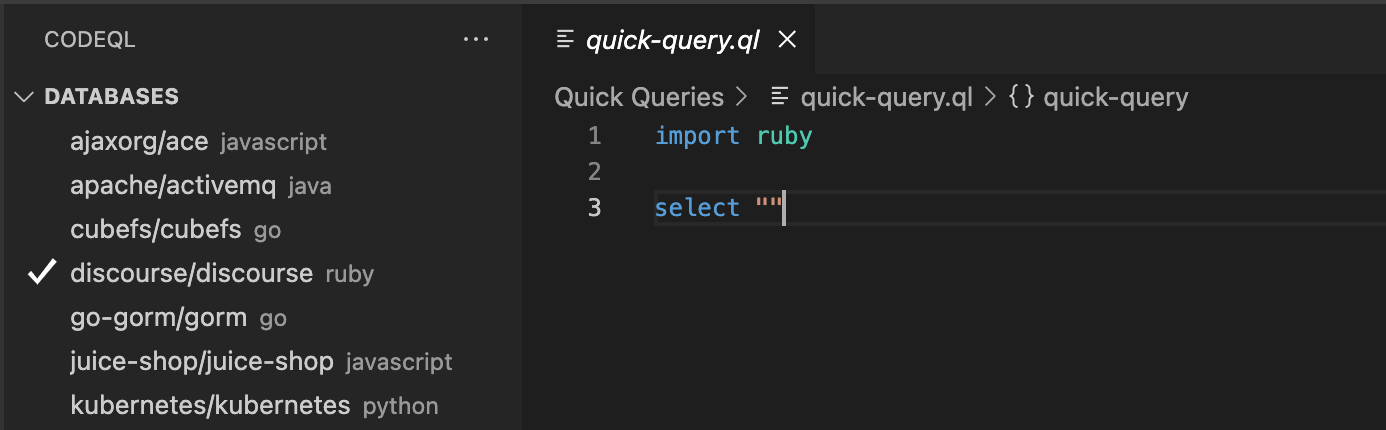 CODEQL
DATABASES
ajaxorg/ace javascript
apache/activemq java
cubefs/cubefs go
discourse/discourse ruby
go-gorm/gorm go
juice-shop/juice-shop javascript
kubernetes/kubernetes python
quick-query.ql
Quick Queries > quick-query.ql > {} quick-query
1 import ruby
2
3 select ""